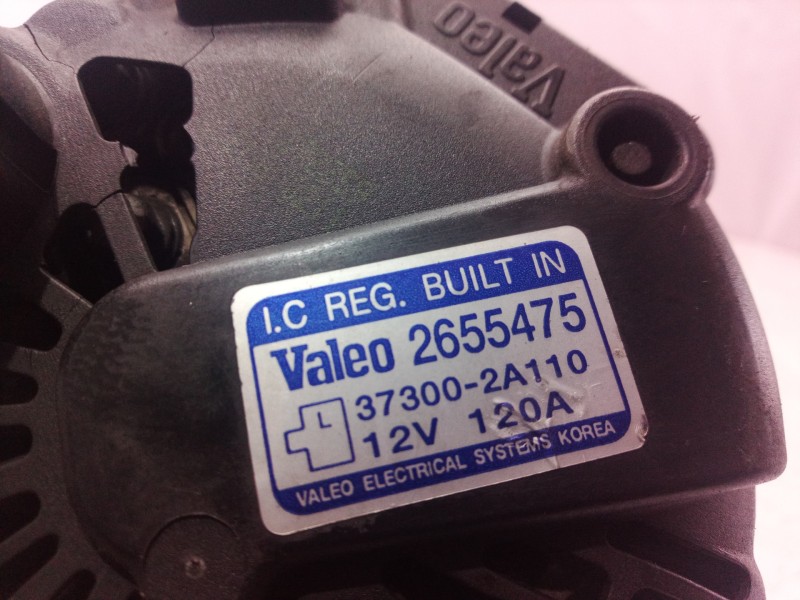 Valeo
I.C REG. BUILT IN
Valeo 2655475
37300-2A110
12V 120A
VALEO ELECTRICAL SYSTEMS KOREA